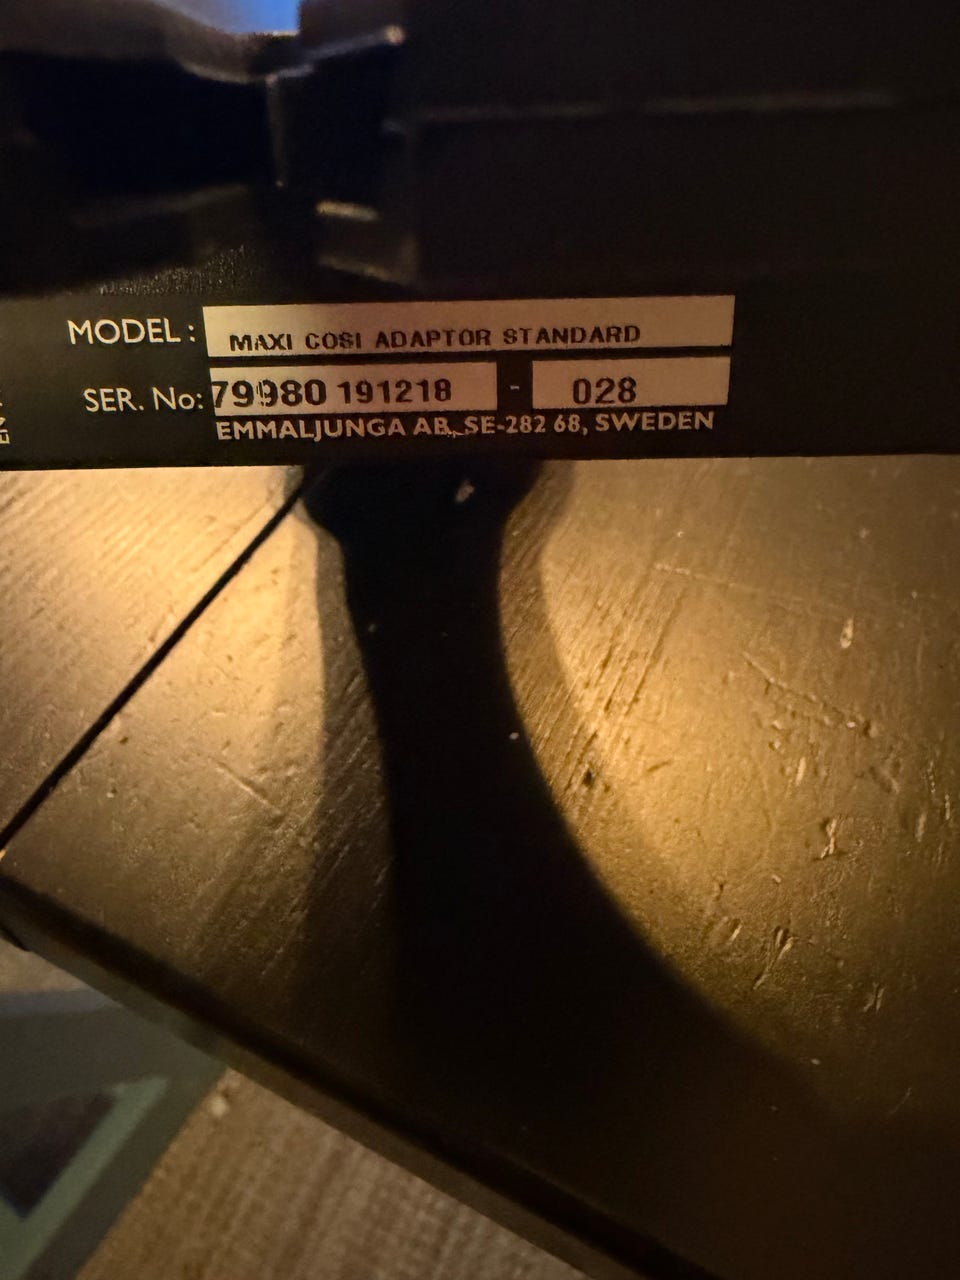 MODEL: MAXI COSI ADAPTOR STANDARD
SER. No: 79980 191218 - 028
EMMALJUNGA AB, SE-282 68, SWEDEN